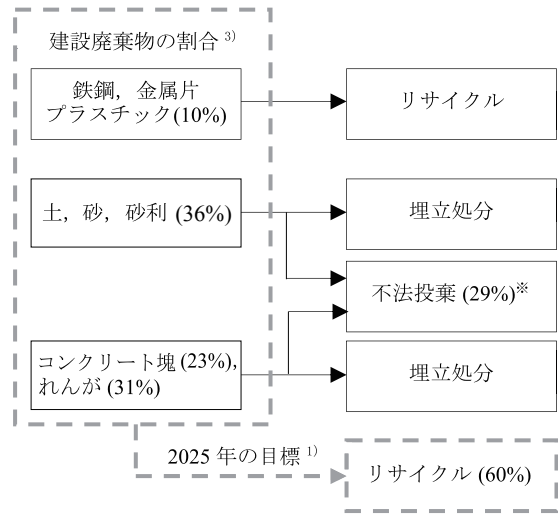 建設廃棄物の割合 3)
鉄鋼，金属片
プラスチック(10%)
リサイクル
土，砂，砂利 (36%)
埋立処分
不法投棄 (29%)※
コンクリート塊 (23%),
れんが (31%)
埋立処分
2025 年の目標 1)
リサイクル (60%)